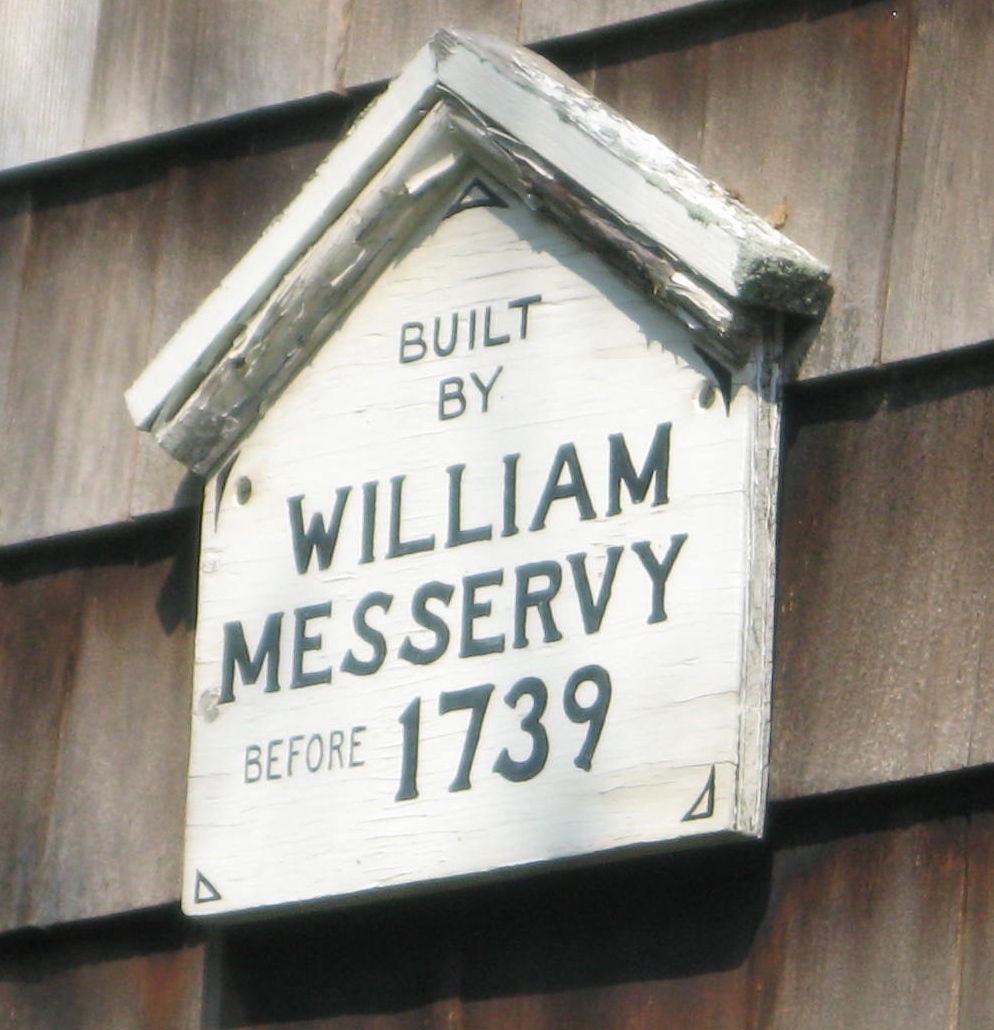 BUILT
BY
WILLIAM
MESSERVY
BEFORE 1739